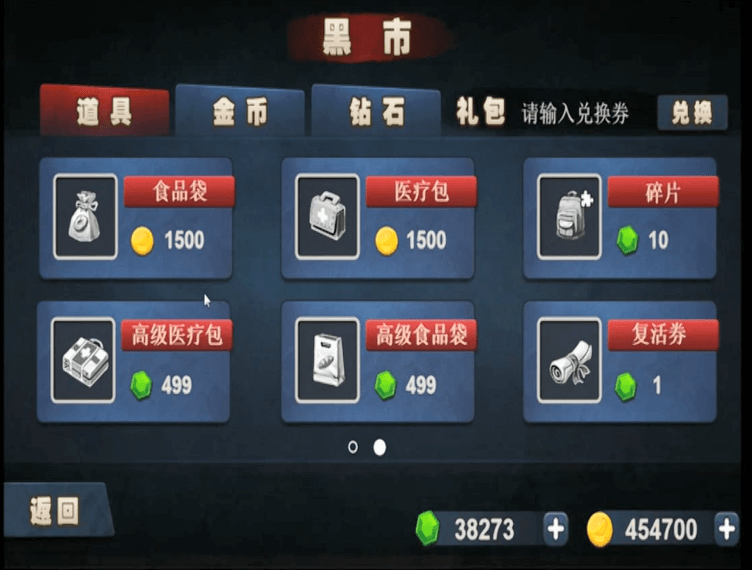 黑市
道具 金币 钻石 礼包 请输入兑换券 兑换
食品袋 医疗包 碎片
1500 1500 10
高级医疗包 高级食品袋 复活券
499 499 1
返回 38273 + 454700 +